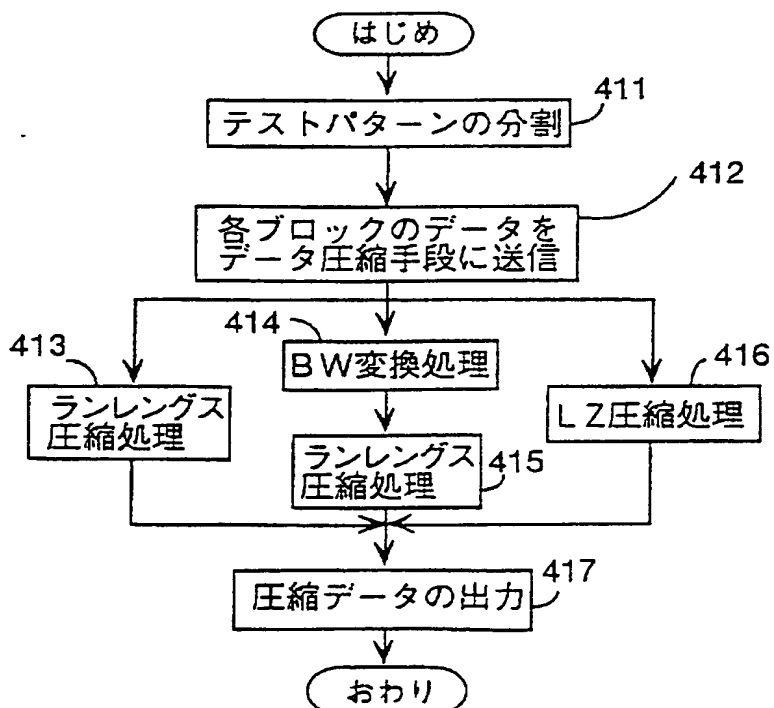 はじめ
411
テストパターンの分割
412
各ブロックのデータを
データ圧縮手段に送信
413
ランレングス
圧縮処理
414
BW変換処理
415
ランレングス
圧縮処理
416
LZ圧縮処理
417
圧縮データの出力
おわり